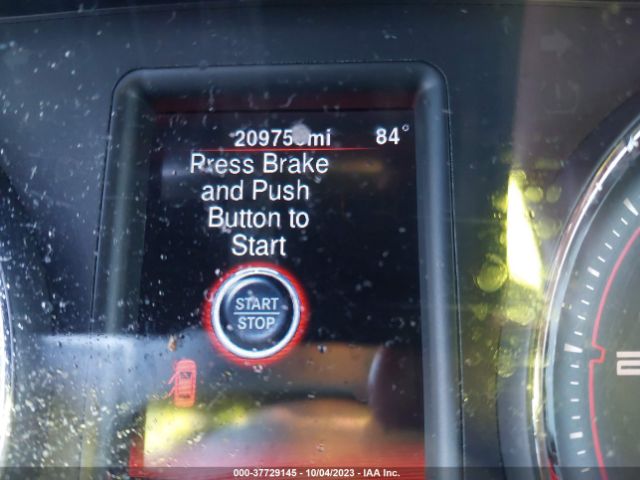 84°
Press Brake
and Push
Button to
Start
START
STOP
000-37729145 - 10/04/2023 - IAA Inc.